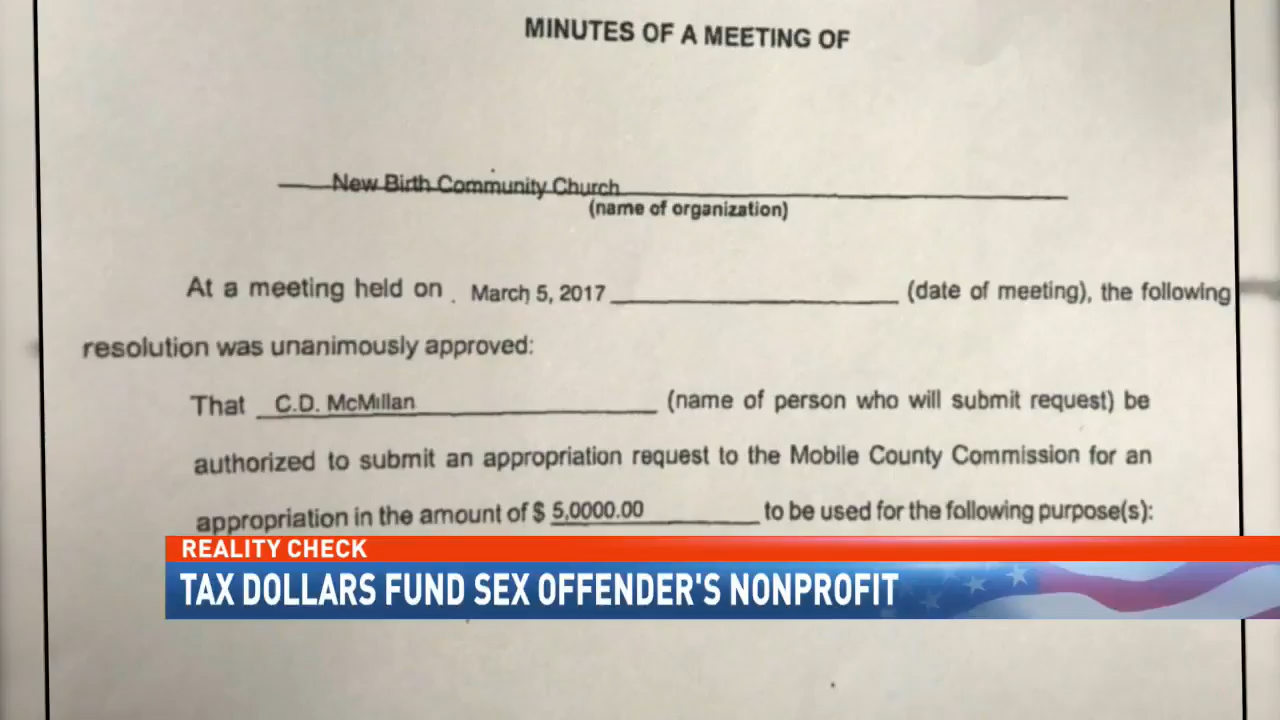 MINUTES OF A MEETING OF
New Birth Community Church
(name of organization)
At a meeting held on March 5, 2017 (date of meeting), the following
resolution was unanimously approved:
That C.D. McMillan (name of person who will submit request) be
authorized to submit an appropriation request to the Mobile County Commission for an
appropriation in the amount of $ 5,0000.00 to be used for the following purpose(s):
REALITY CHECK
TAX DOLLARS FUND SEX OFFENDER'S NONPROFIT